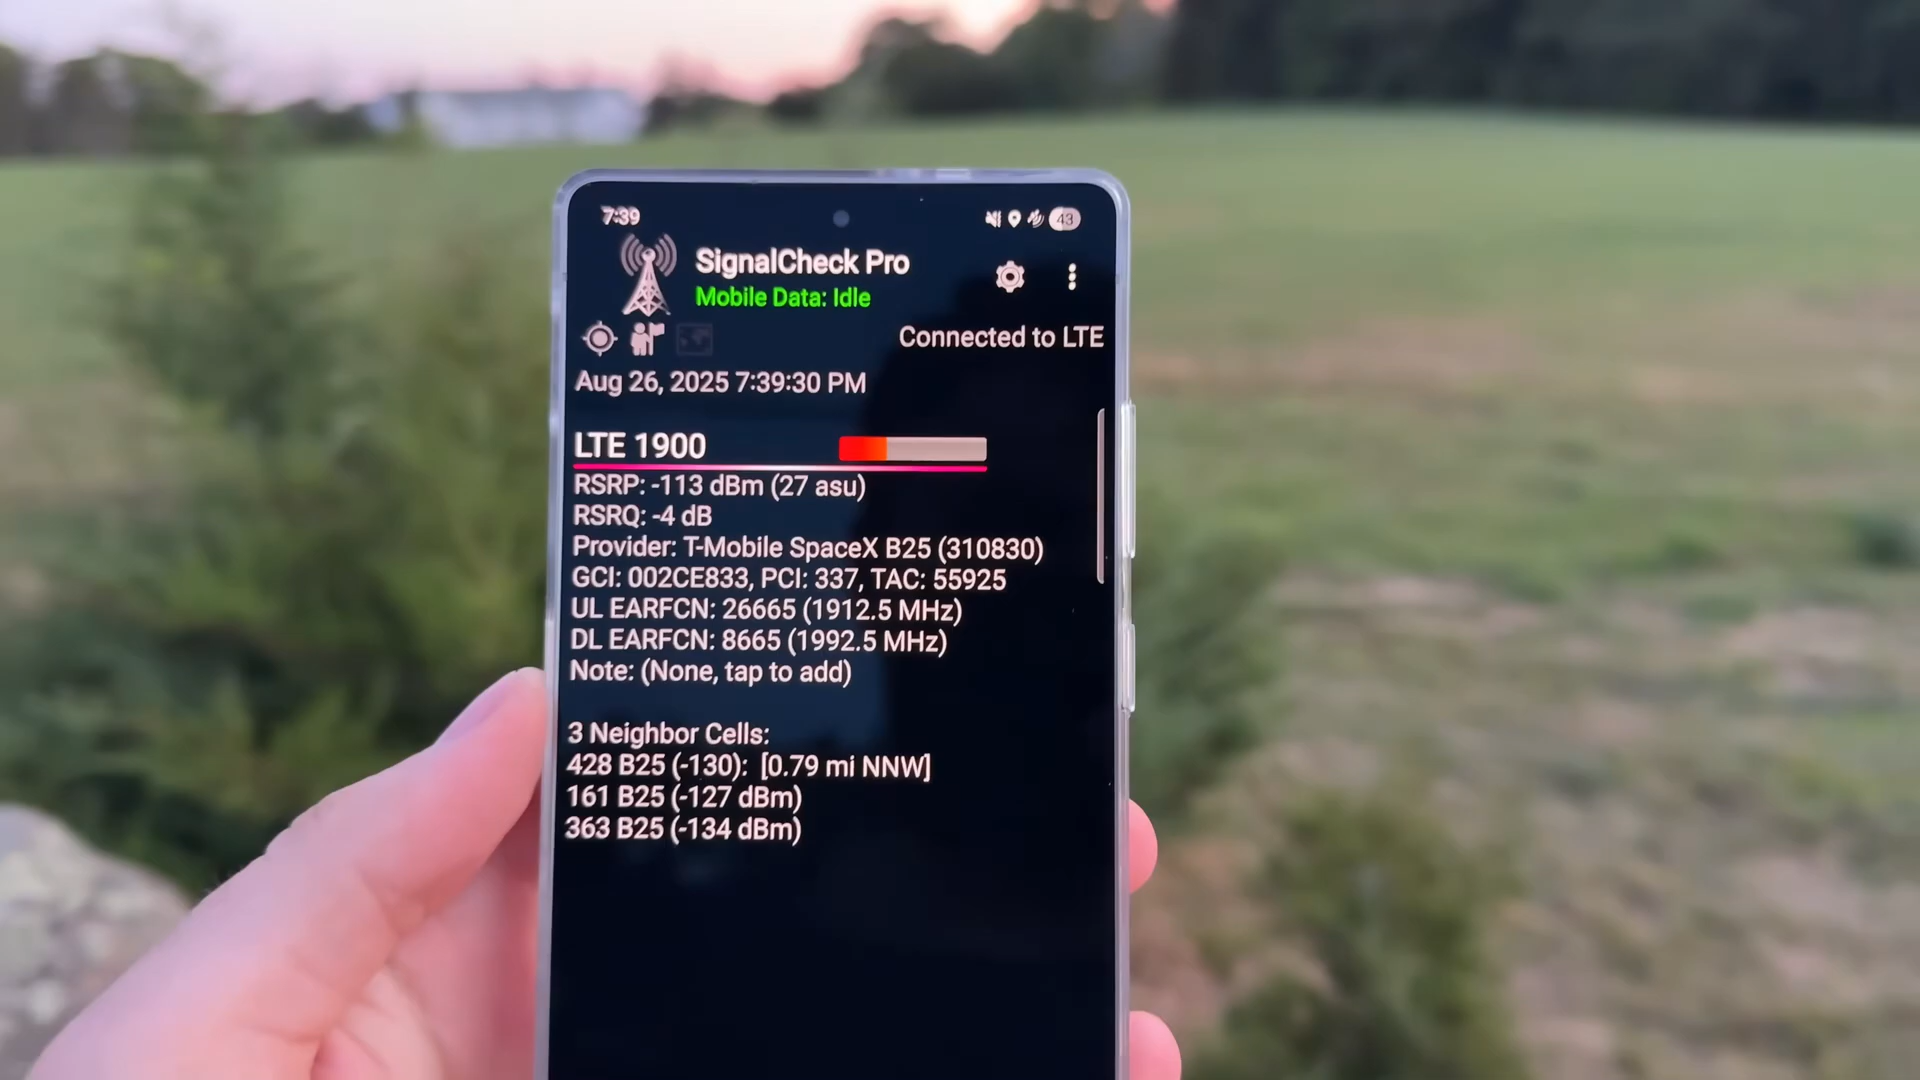 7:39
43
SignalCheck Pro
Mobile Data: Idle
Connected to LTE
Aug 26, 2025 7:39:30 PM
LTE 1900
RSRP: -113 dBm (27 asu)
RSRQ: -4 dB
Provider: T-Mobile SpaceX B25 (310830)
GCI: 002CE833, PCI: 337, TAC: 55925
UL EARFCN: 26665 (1912.5 MHz)
DL EARFCN: 8665 (1992.5 MHz)
Note: (None, tap to add)
3 Neighbor Cells:
428 B25 (-130): [0.79 mi NNW]
161 B25 (-127 dBm)
363 B25 (-134 dBm)